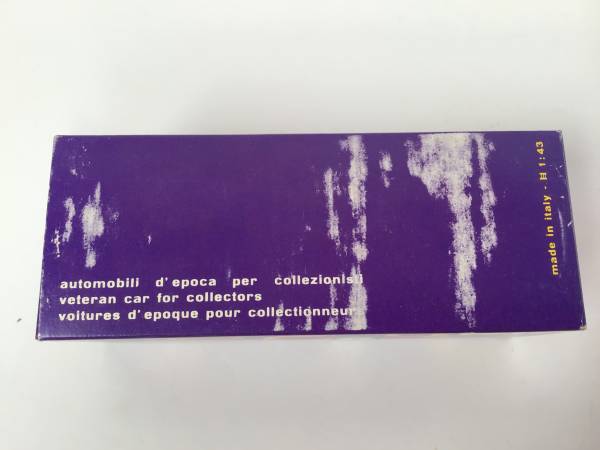 automobili d'epoca per collezionisti
veteran car for collectors
voitures d'epoque pour collectionneur
made in italy - H 1:43